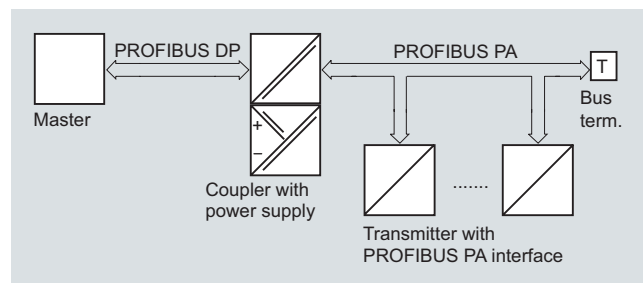 PROFIBUS DP
PROFIBUS PA
T
Master
Bus
term.
+
–
Coupler with
power supply
.......
Transmitter with
PROFIBUS PA interface